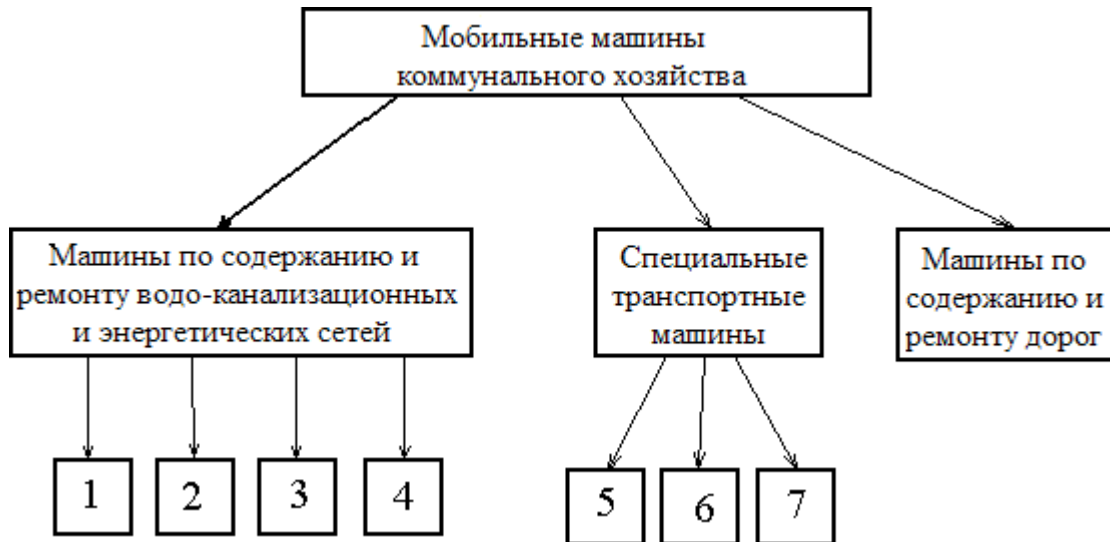 Мобильные машины
коммунального хозяйства
Машины по содержанию и
ремонту водо-канализационных
и энергетических сетей
Специальные
транспортные
машины
Машины по
содержанию и
ремонту дорог
1
2
3
4
5
6
7